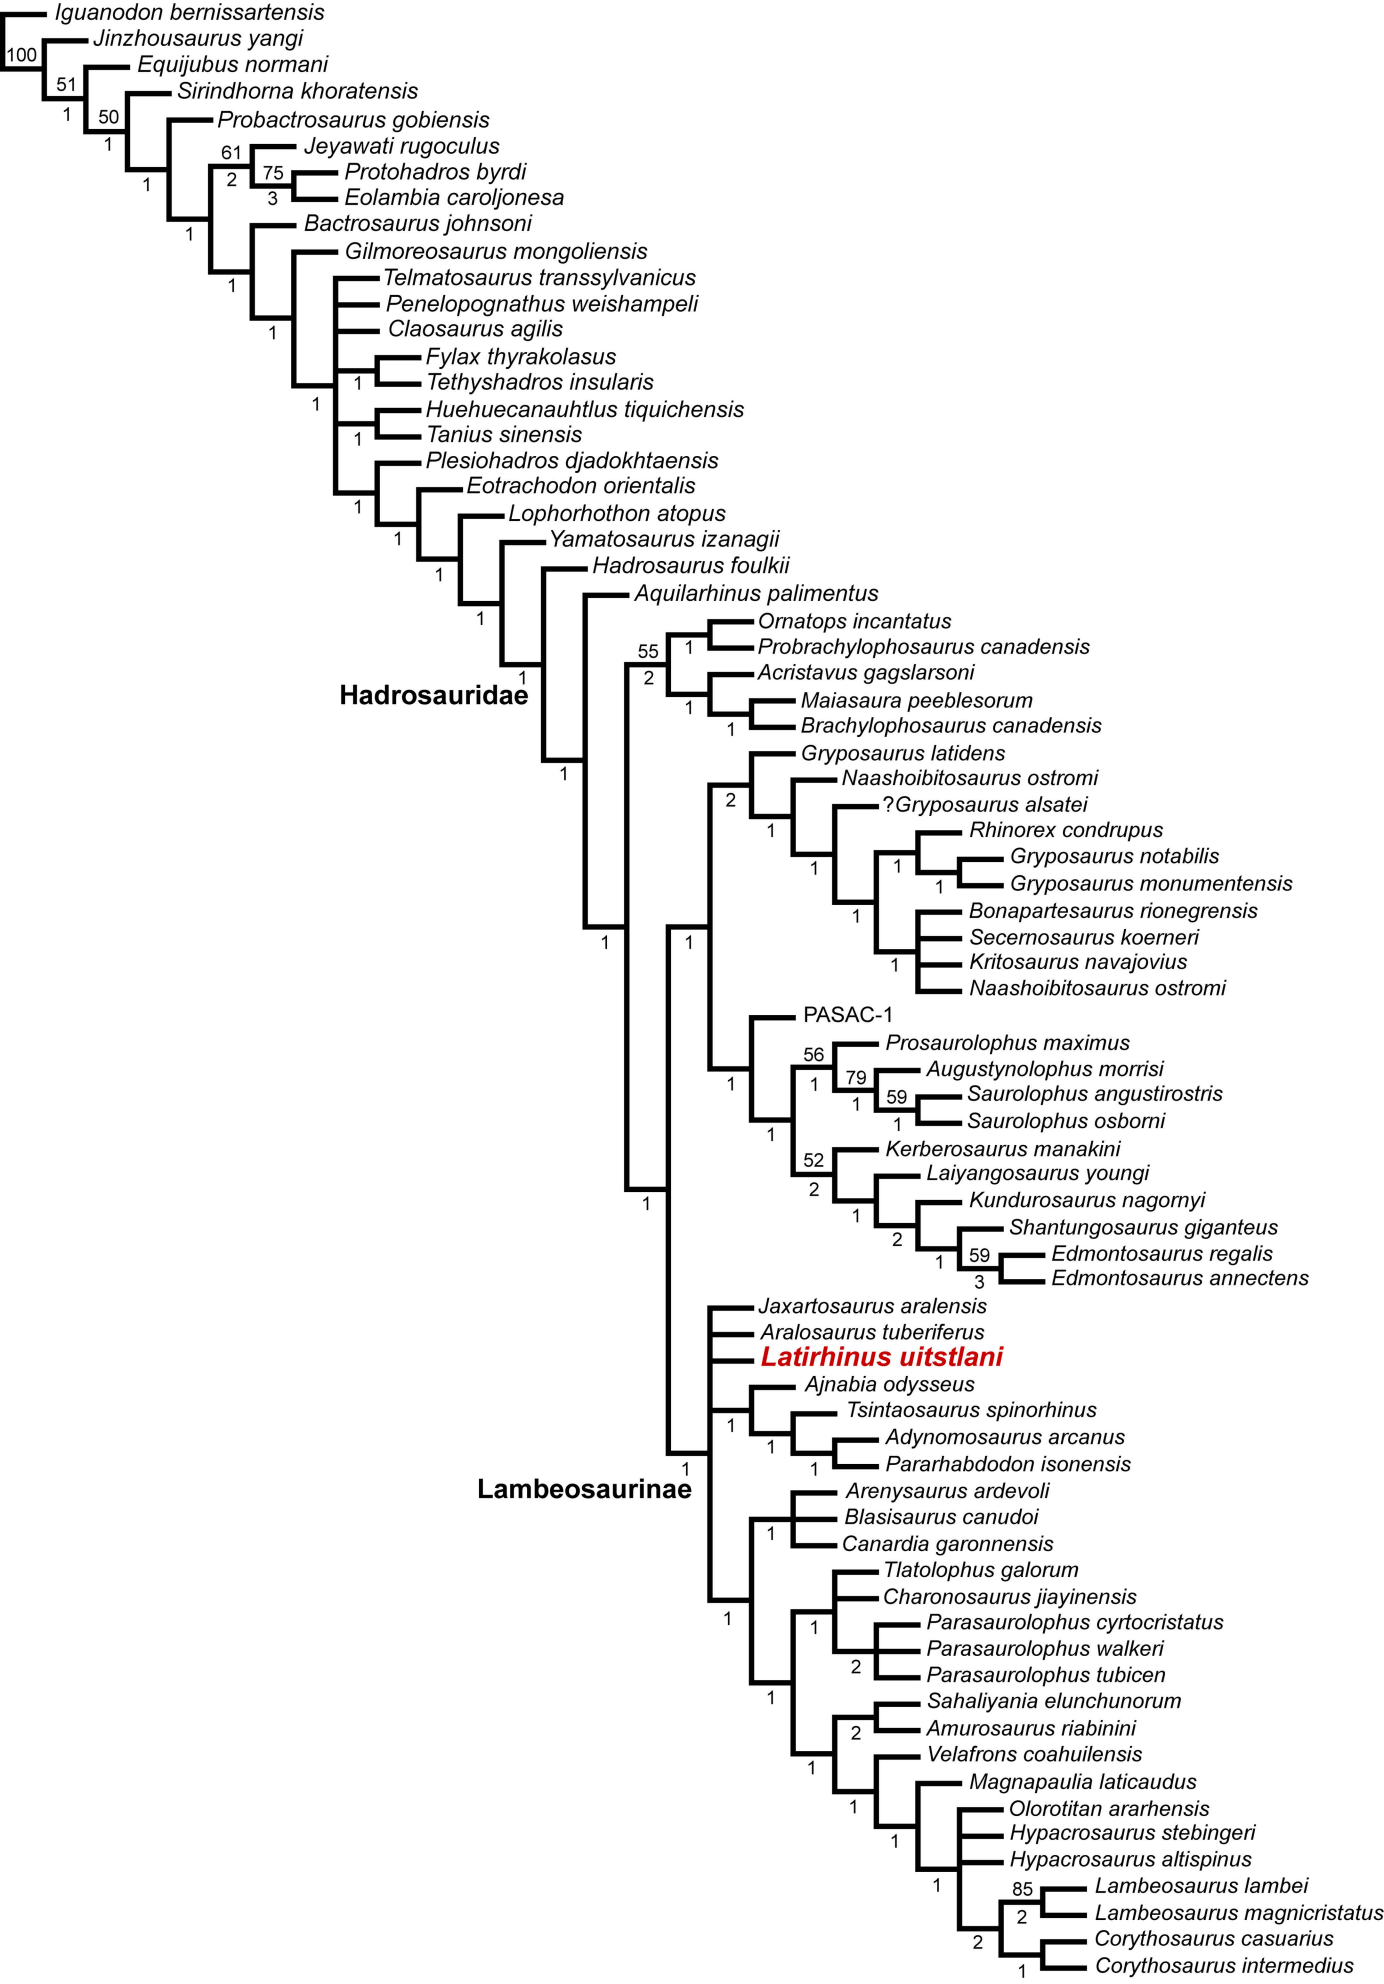 Iguanodon bernissartensis
Jinzhousaurus yangi
100
Equijubus normani
51
1
Sirindhorna khoratensis
50
1
Probactrosaurus gobiensis
1
Jeyawati rugoculus
61
2
Protohadros byrdi
75
3
Eolambia caroljonesa
1
Bactrosaurus johnsoni
1
Gilmoreosaurus mongoliensis
1
Telmatosaurus transsylvanicus
Penelopognathus weishampeli
Claosaurus agilis
1
Fylax thyrakolasus
1
Tethyshadros insularis
Huehuecanauhtlus tiquichensis
1
Tanius sinensis
Plesiohadros djadokhtaensis
1
Eotrachodon orientalis
1
Lophorhothon atopus
1
Yamatosaurus izanagii
1
Hadrosaurus foulkii
1
Hadrosauridae
Aquilarhinus palimentus
1
Ornatops incantatus
1
Probrachylophosaurus canadensis
55
2
Acristavus gagslarsoni
1
Maiasaura peeblesorum
1
Brachylophosaurus canadensis
1
Gryposaurus latidens
2
Naashoibitosaurus ostromi
1
?Gryposaurus alsatei
1
Rhinorex condrupus
1
Gryposaurus notabilis
1
Gryposaurus monumentensis
1
Bonapartesaurus rionegrensis
Secernosaurus koerneri
1
Kritosaurus navajovius
Naashoibitosaurus ostromi
1
PASAC-1
1
Prosaurolophus maximus
56
1
Augustynolophus morrisi
79
1
Saurolophus angustirostris
59
1
Saurolophus osborni
1
Kerberosaurus manakini
52
2
Laiyangosaurus youngi
1
Kundurosaurus nagornyi
2
Shantungosaurus giganteus
1
Edmontosaurus regalis
59
3
Edmontosaurus annectens
1
Jaxartosaurus aralensis
Aralosaurus tuberiferus
Latirhinus uitstlani
Ajnabia odysseus
1
Tsintaosaurus spinorhinus
1
Adynomosaurus arcanus
1
Pararhabdodon isonensis
1
Lambeosaurinae
Arenysaurus ardevoli
1
Blasisaurus canudoi
Canardia garonnensis
1
Tlatolophus galorum
Charonosaurus jiayinensis
1
Parasaurolophus cyrtocristatus
Parasaurolophus walkeri
2
Parasaurolophus tubicen
1
Sahaliyania elunchunorum
2
Amurosaurus riabinini
1
Velafrons coahuilensis
1
Magnapaulia laticaudus
1
Olorotitan ararhensis
Hypacrosaurus stebingeri
Hypacrosaurus altispinus
1
Lambeosaurus lambei
85
2
Lambeosaurus magnicristatus
2
Corythosaurus casuarius
1
Corythosaurus intermedius